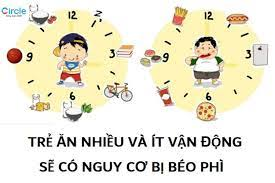 Circle
TRẺ ĂN NHIỀU VÀ ÍT VẬN ĐỘNG
SẼ CÓ NGUY CƠ BỊ BÉO PHÌ